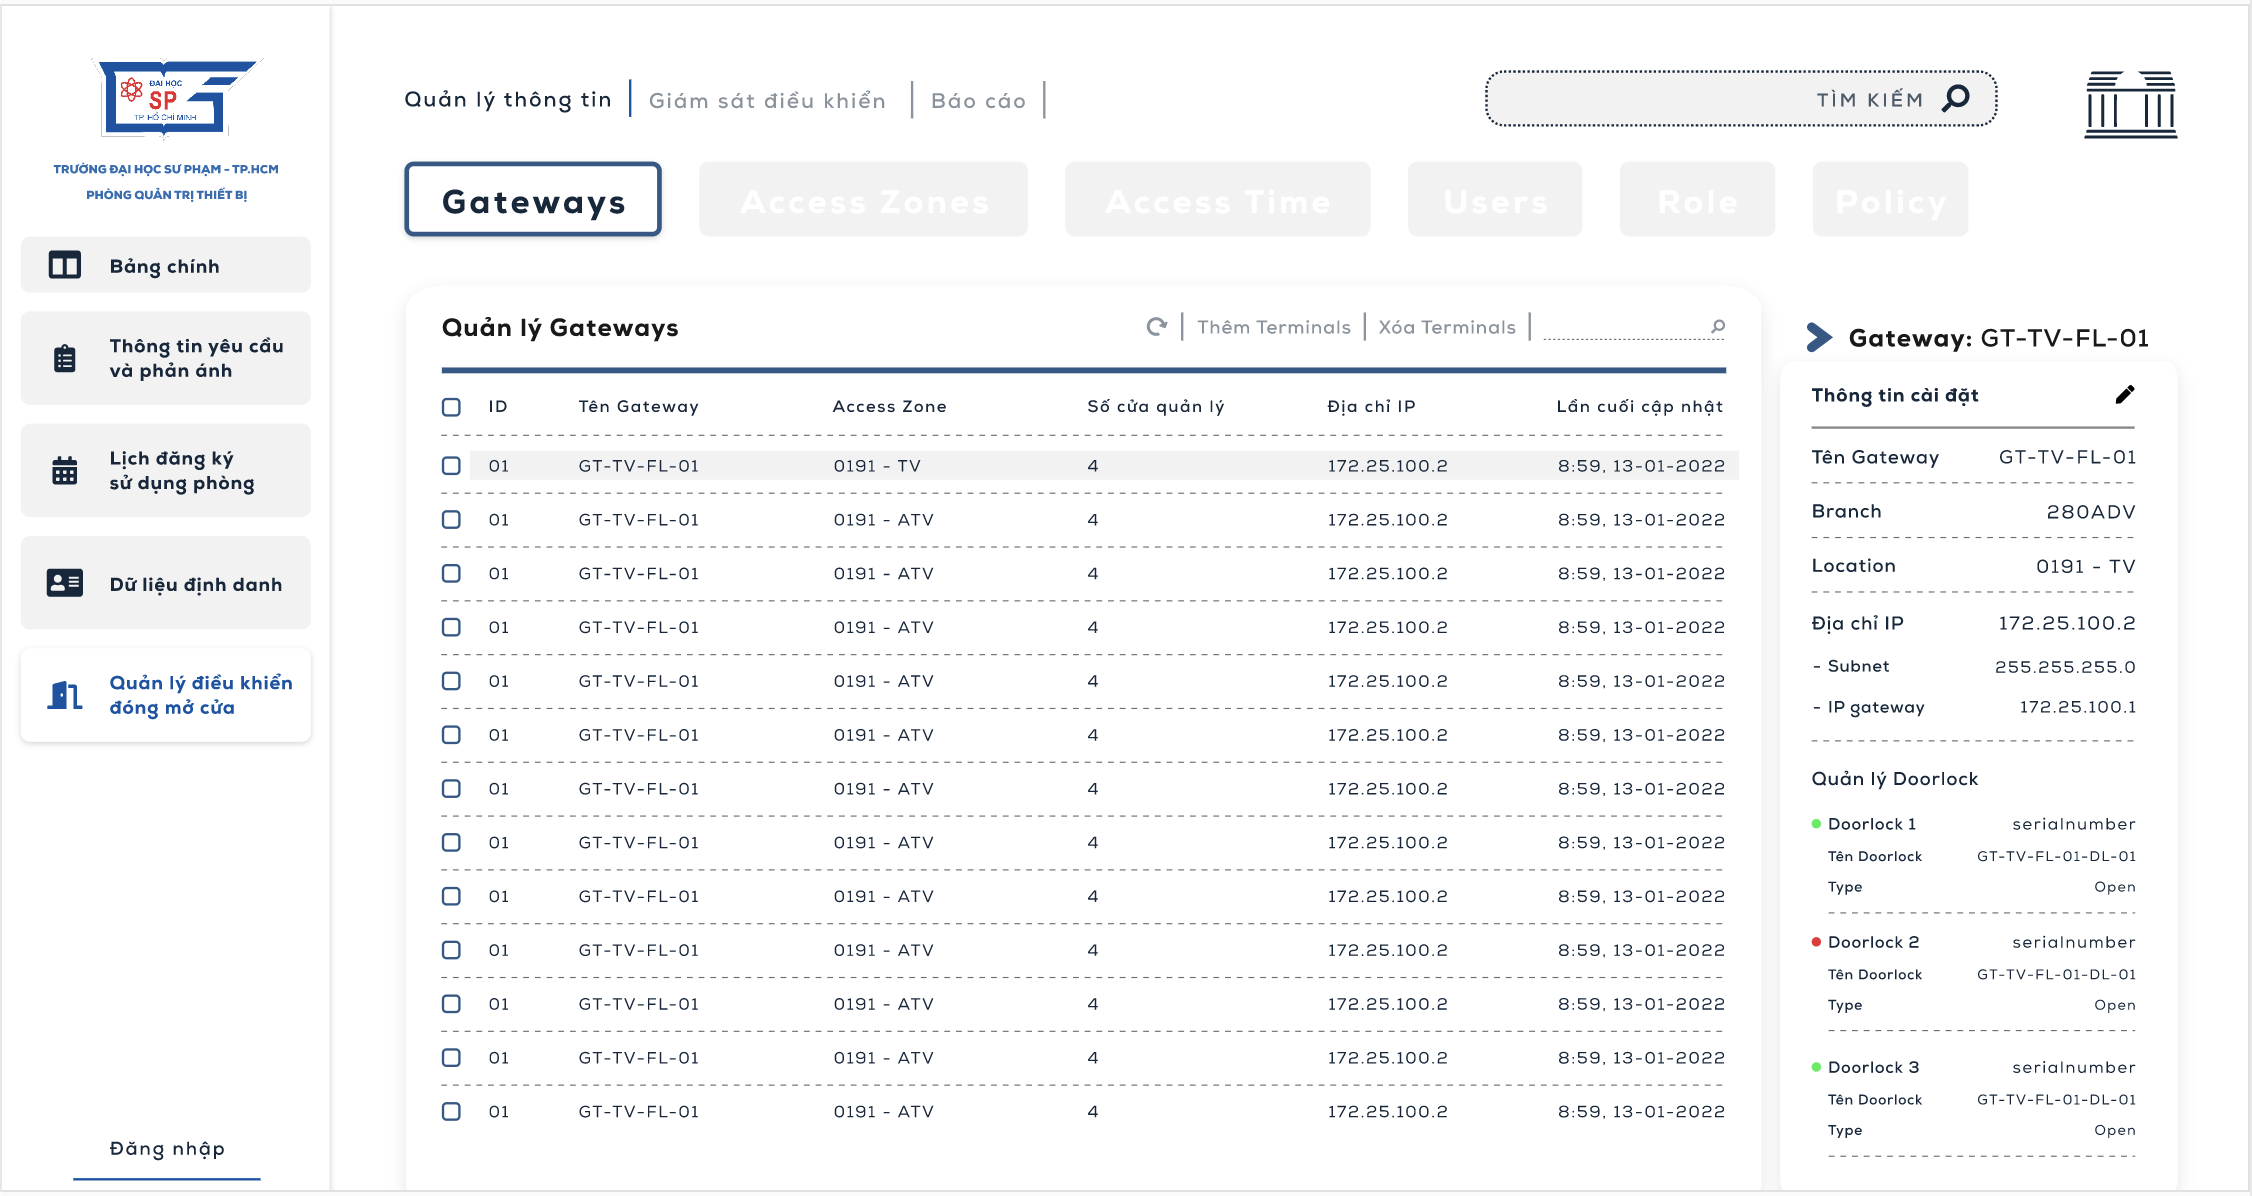 ĐẠI HỌC
SP
TP. HỒ CHÍ MINH
TRƯỜNG ĐẠI HỌC SƯ PHẠM - TP.HCM
PHÒNG QUẢN TRỊ THIẾT BỊ
Bảng chính
Thông tin yêu cầu
và phản ánh
Lịch đăng ký
sử dụng phòng
Dữ liệu định danh
Quản lý điều khiển
đóng mở cửa
Đăng nhập
Quản lý thông tin
Giám sát điều khiển
Báo cáo
TÌM KIẾM
Gateways
Access Zones
Access Time
Users
Role
Policy
Quản lý Gateways
Thêm Terminals
Xóa Terminals
ID Tên Gateway Access Zone Số cửa quản lý Địa chỉ IP Lần cuối cập nhật
01 GT-TV-FL-01 0191 - TV 4 172.25.100.2 8:59, 13-01-2022
01 GT-TV-FL-01 0191 - ATV 4 172.25.100.2 8:59, 13-01-2022
01 GT-TV-FL-01 0191 - ATV 4 172.25.100.2 8:59, 13-01-2022
01 GT-TV-FL-01 0191 - ATV 4 172.25.100.2 8:59, 13-01-2022
01 GT-TV-FL-01 0191 - ATV 4 172.25.100.2 8:59, 13-01-2022
01 GT-TV-FL-01 0191 - ATV 4 172.25.100.2 8:59, 13-01-2022
01 GT-TV-FL-01 0191 - ATV 4 172.25.100.2 8:59, 13-01-2022
01 GT-TV-FL-01 0191 - ATV 4 172.25.100.2 8:59, 13-01-2022
01 GT-TV-FL-01 0191 - ATV 4 172.25.100.2 8:59, 13-01-2022
01 GT-TV-FL-01 0191 - ATV 4 172.25.100.2 8:59, 13-01-2022
01 GT-TV-FL-01 0191 - ATV 4 172.25.100.2 8:59, 13-01-2022
01 GT-TV-FL-01 0191 - ATV 4 172.25.100.2 8:59, 13-01-2022
01 GT-TV-FL-01 0191 - ATV 4 172.25.100.2 8:59, 13-01-2022
Gateway: GT-TV-FL-01
Thông tin cài đặt
Tên Gateway GT-TV-FL-01
Branch 280ADV
Location 0191 - TV
Địa chỉ IP 172.25.100.2
- Subnet 255.255.255.0
- IP gateway 172.25.100.1
Quản lý Doorlock
Doorlock 1 serialnumber
Tên Doorlock GT-TV-FL-01-DL-01
Type Open
Doorlock 2 serialnumber
Tên Doorlock GT-TV-FL-01-DL-01
Type Open
Doorlock 3 serialnumber
Tên Doorlock GT-TV-FL-01-DL-01
Type Open